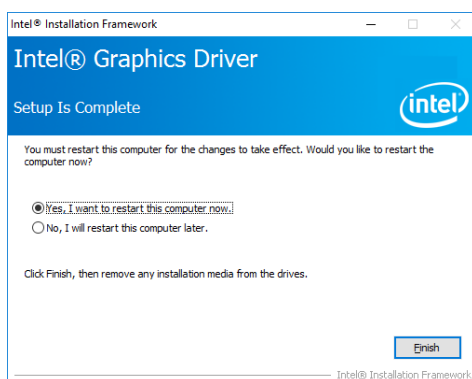 Intel® Installation Framework
Intel® Graphics Driver
Setup Is Complete
intel
You must restart this computer for the changes to take effect. Would you like to restart the
computer now?
Yes, I want to restart this computer now.
No, I will restart this computer later.
Click Finish, then remove any installation media from the drives.
Finish
Intel® Installation Framework